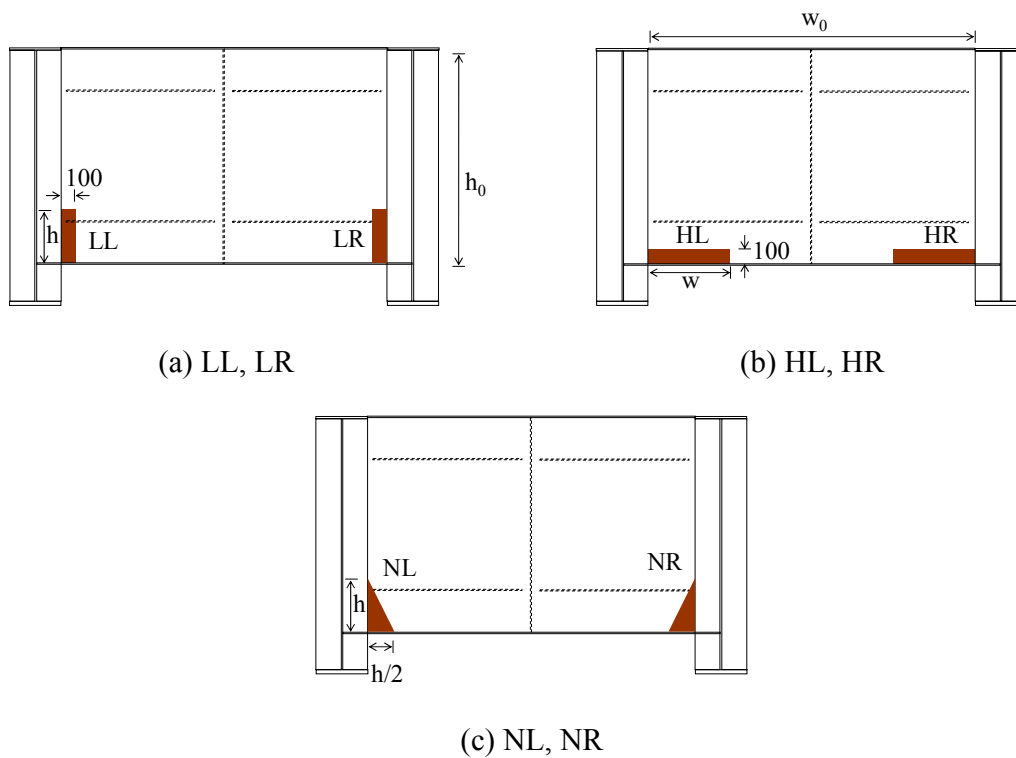 100
h
LL
LR
h₀
(a) LL, LR
w₀
HL
HR
100
w
(b) HL, HR
NL
NR
h
h/2
(c) NL, NR